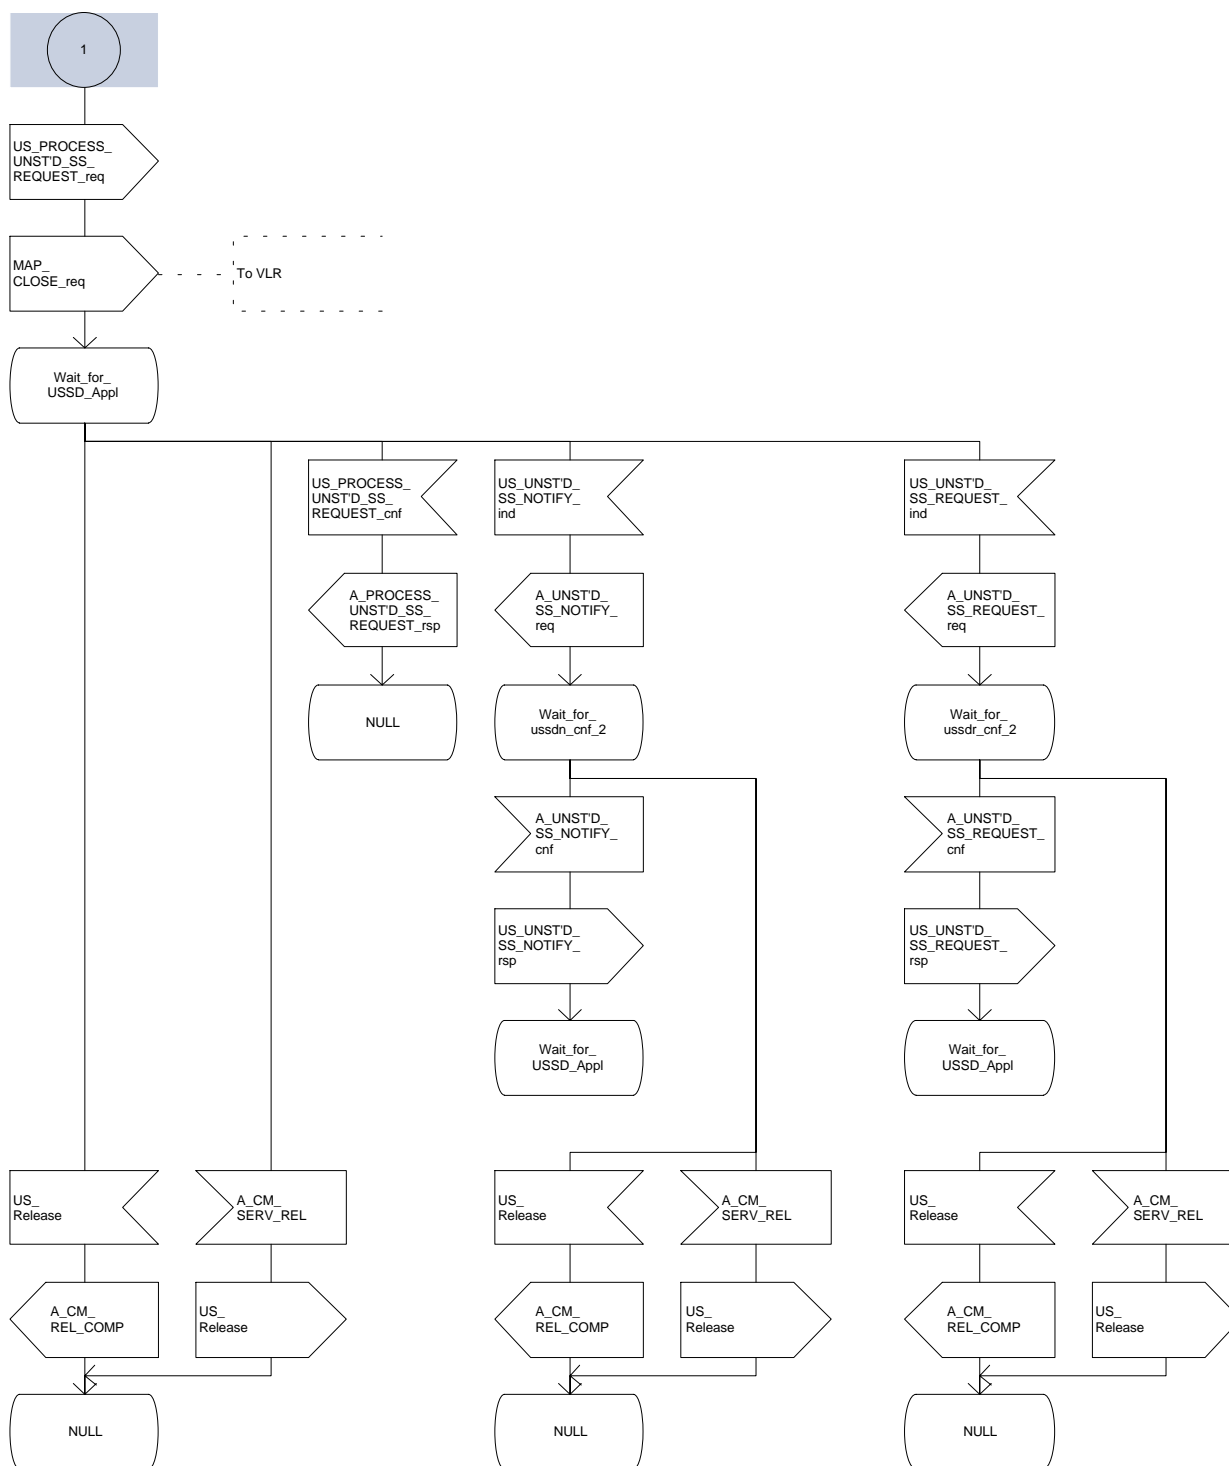 1
US_PROCESS_
UNST'D_SS_
REQUEST_req
MAP_
CLOSE_req
To VLR
Wait_for_
USSD_Appl
US_PROCESS_
UNST'D_SS_
REQUEST_cnf
US_UNST'D_
SS_NOTIFY_
ind
US_UNST'D_
SS_REQUEST_
ind
A_PROCESS_
UNST'D_SS_
REQUEST_rsp
A_UNST'D_
SS_NOTIFY_
req
A_UNST'D_
SS_REQUEST_
req
NULL
Wait_for_
ussdn_cnf_2
Wait_for_
ussdr_cnf_2
A_UNST'D_
SS_NOTIFY_
cnf
A_UNST'D_
SS_REQUEST_
cnf
US_UNST'D_
SS_NOTIFY_
rsp
US_UNST'D_
SS_REQUEST_
rsp
Wait_for_
USSD_Appl
Wait_for_
USSD_Appl
US_
Release
A_CM_
SERV_REL
US_
Release
A_CM_
SERV_REL
US_
Release
A_CM_
SERV_REL
A_CM_
REL_COMP
US_
Release
A_CM_
REL_COMP
US_
Release
A_CM_
REL_COMP
US_
Release
NULL
NULL
NULL